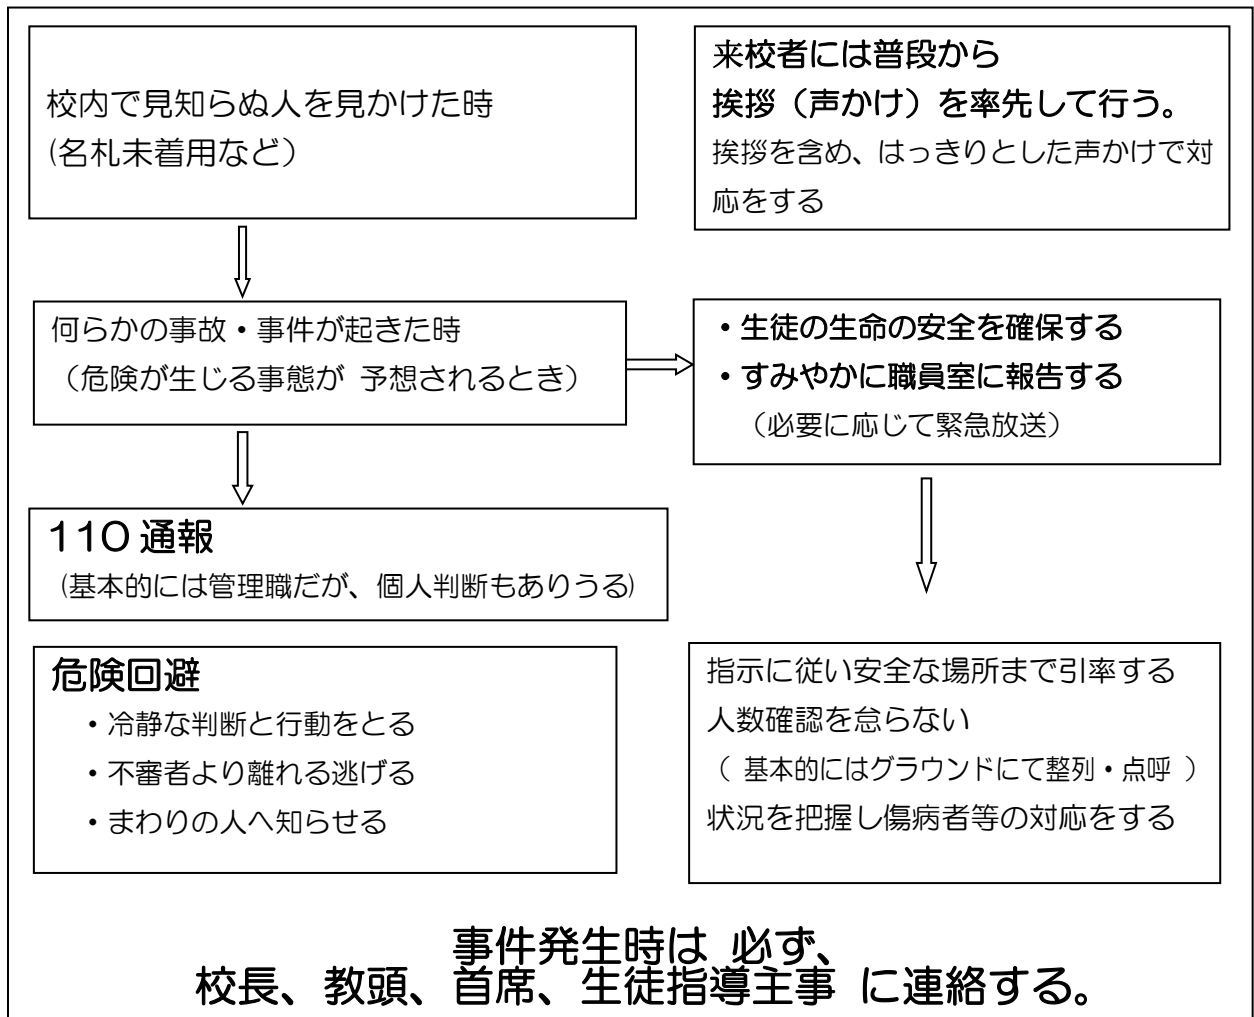 校内で見知らぬ人を見かけた時
(名札未着用など）
来校者には普段から
挨拶（声かけ）を率先して行う。
挨拶を含め、はっきりとした声かけで対
応をする
何らかの事故・事件が起きた時
（危険が生じる事態が 予想されるとき）
・生徒の生命の安全を確保する
・すみやかに職員室に報告する
（必要に応じて緊急放送）
１１０通報
(基本的には管理職だが、個人判断もありうる)
危険回避
・冷静な判断と行動をとる
・不審者より離れる逃げる
・まわりの人へ知らせる
指示に従い安全な場所まで引率する
人数確認を怠らない
（ 基本的にはグラウンドにて整列・点呼 ）
状況を把握し傷病者等の対応をする
事件発生時は 必ず、
校長、教頭、首席、生徒指導主事 に連絡する。